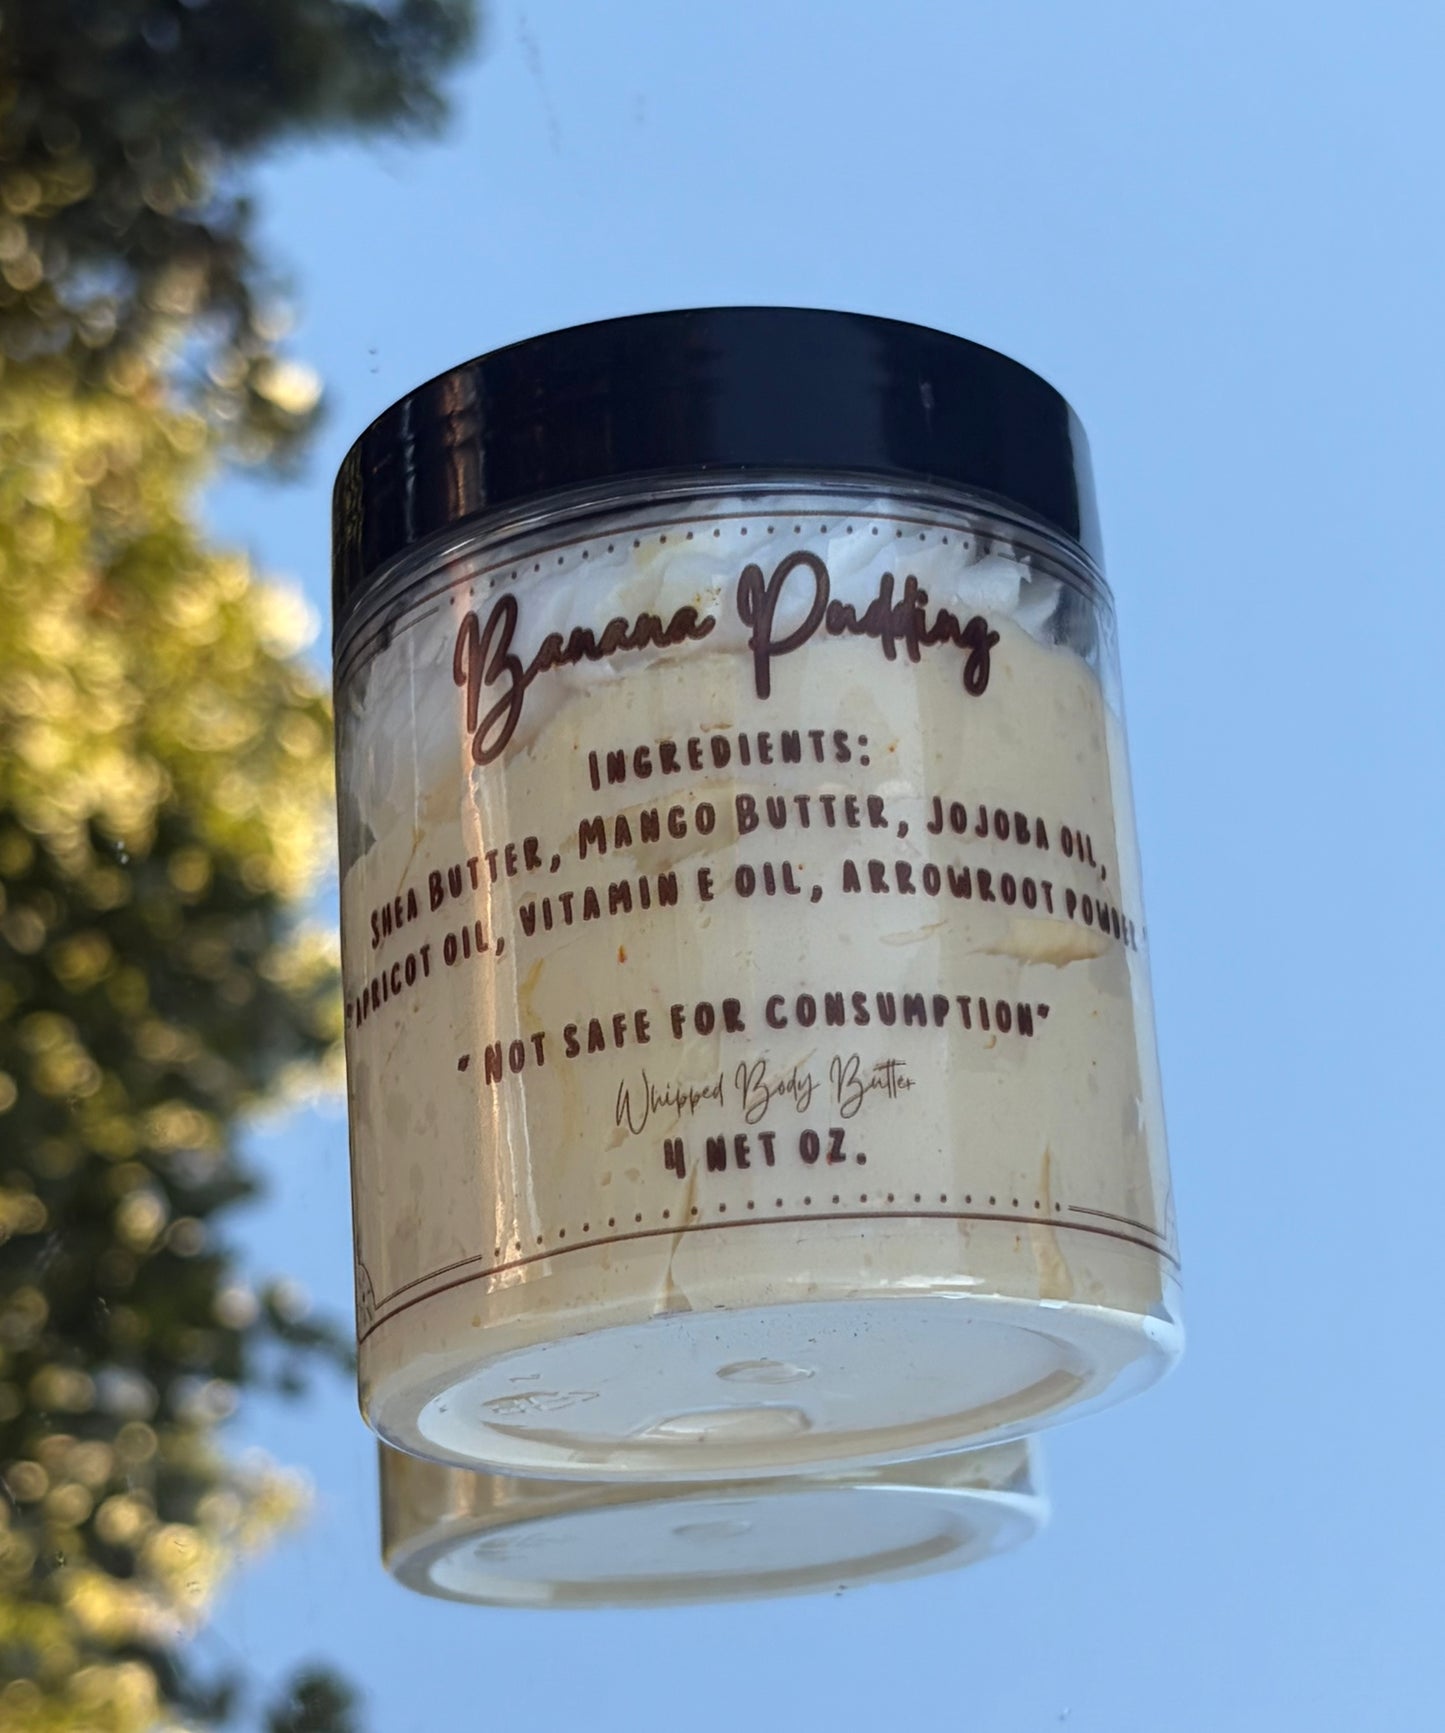 Banana Pudding
INGREDIENTS:
SHEA BUTTER, MANGO BUTTER, JOJOBA OIL,
"APRICOT OIL, VITAMIN E OIL, ARROWROOT POWDER"
"NOT SAFE FOR CONSUMPTION"
Whipped Body Butter
4 NET OZ.